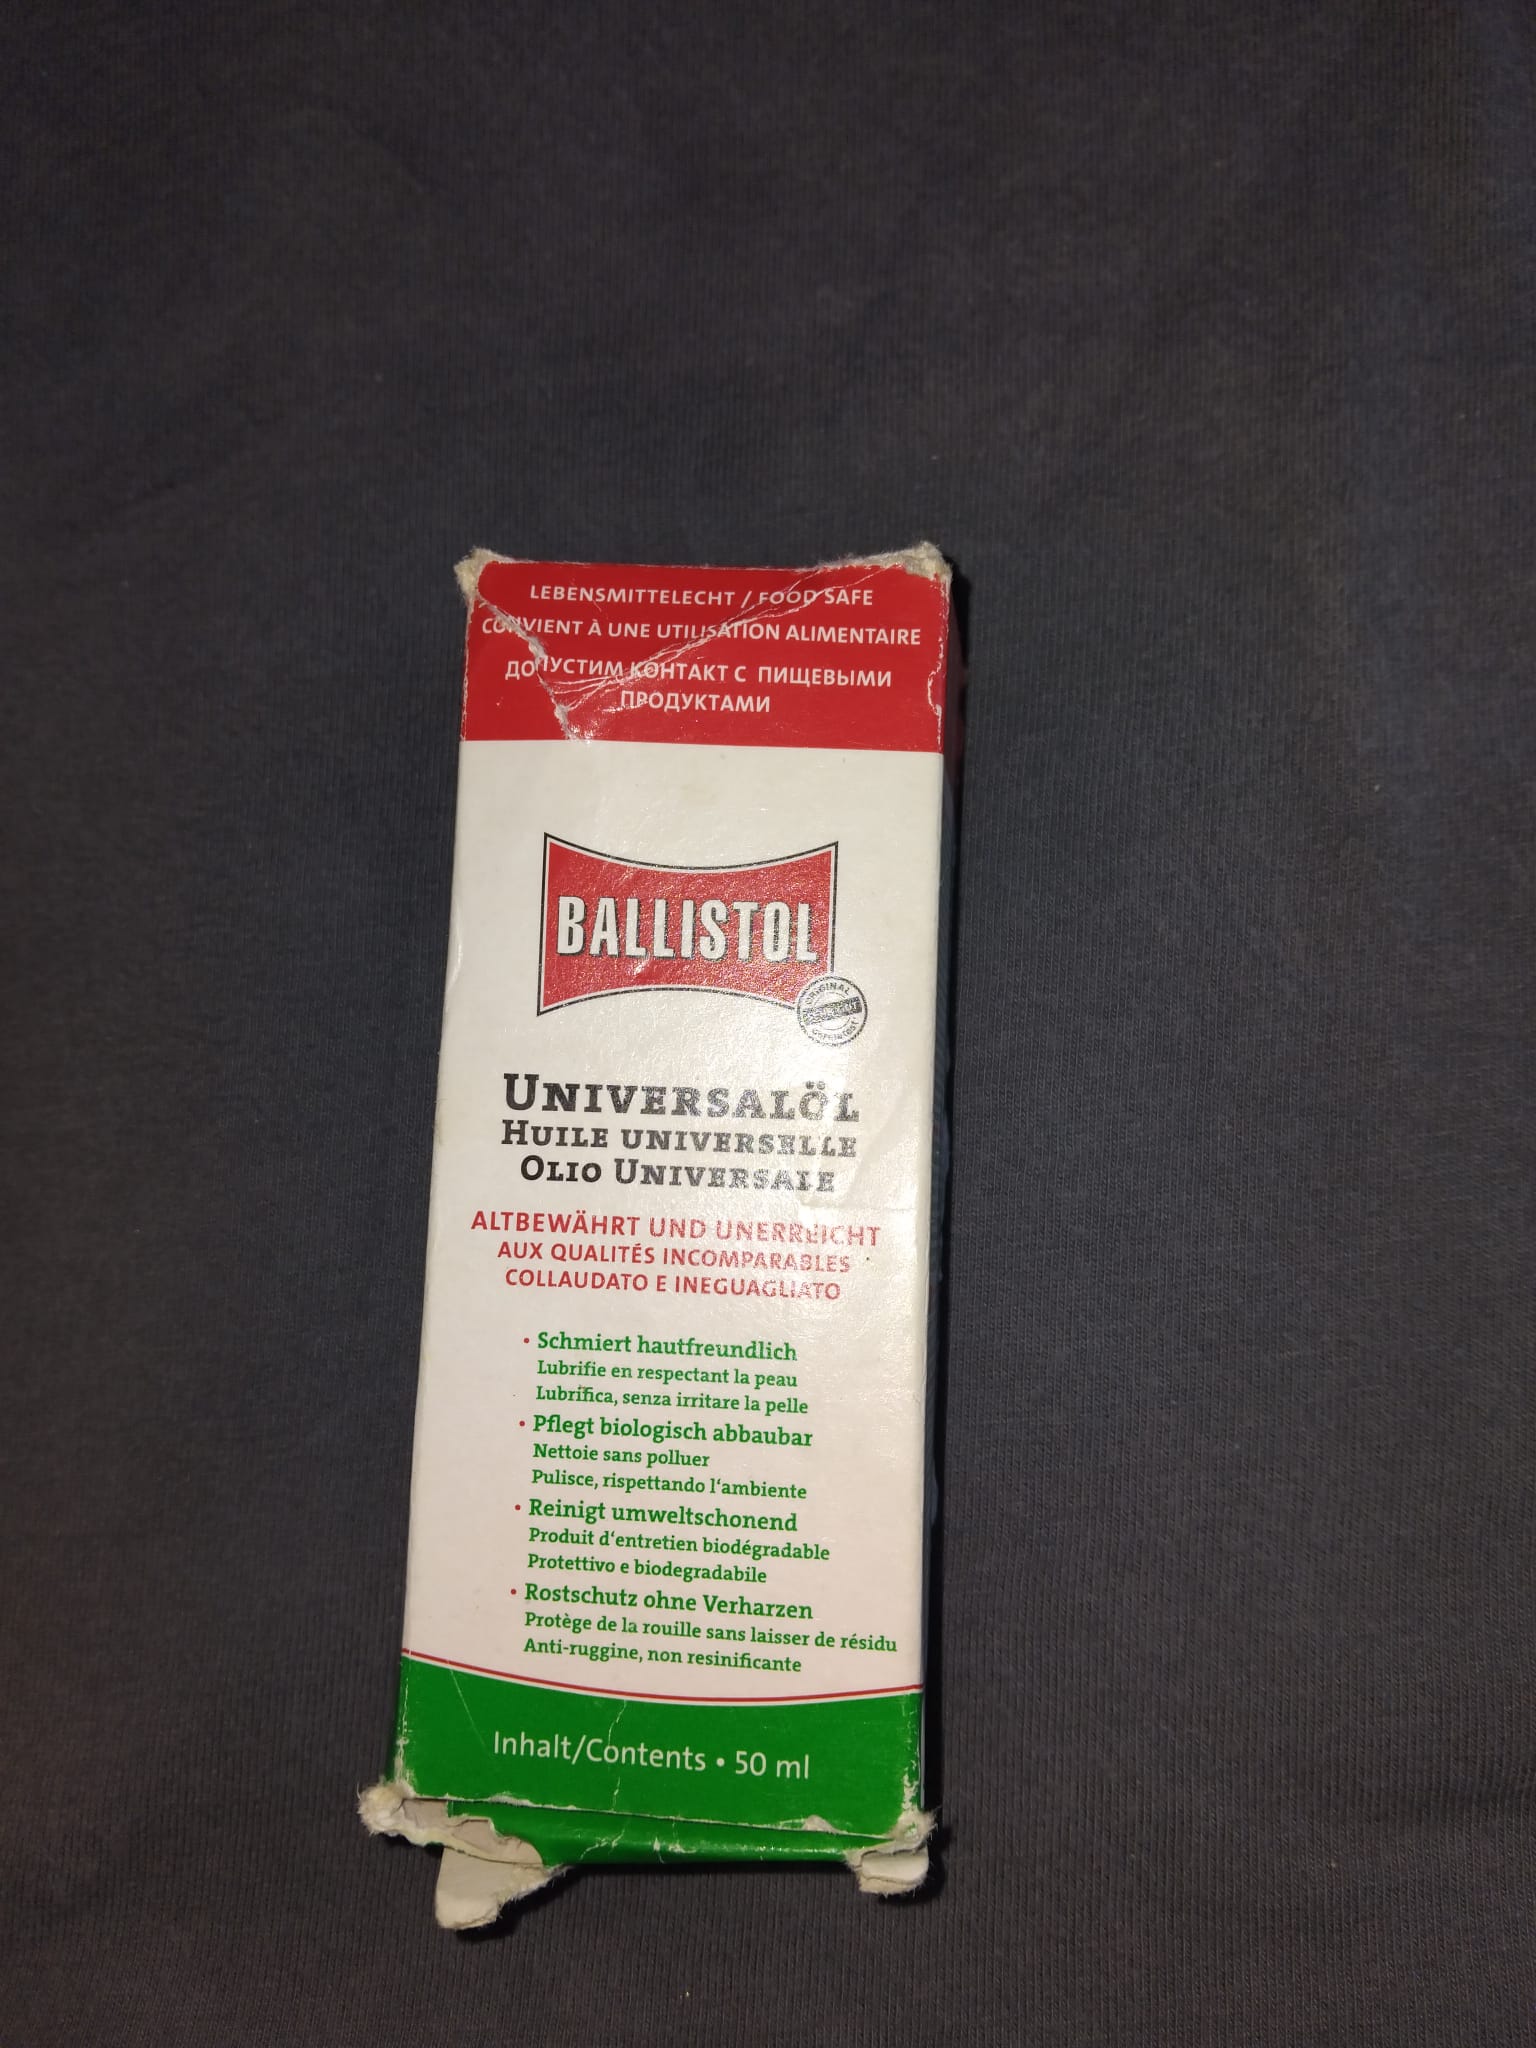 LEBENSMITTELECHT / FOOD SAFE
CONVIENT À UNE UTILISATION ALIMENTAIRE
ДОПУСТИМ КОНТАКТ С ПИЩЕВЫМИ
ПРОДУКТАМИ
BALLISTOL
ORIGINAL
UNIVERSALÖL
HUILE UNIVERSELLE
OLIO UNIVERSALE
ALTBEWÄHRT UND UNERREICHT
AUX QUALITÉS INCOMPARABLES
COLLAUDATO E INEGUAGLIATO
• Schmiert hautfreundlich
Lubrifie en respectant la peau
Lubrifica, senza irritare la pelle
• Pflegt biologisch abbaubar
Nettoie sans polluer
Pulisce, rispettando l'ambiente
• Reinigt umweltschonend
Produit d'entretien biodégradable
Protettivo e biodegradabile
• Rostschutz ohne Verharzen
Protège de la rouille sans laisser de résidu
Anti-ruggine, non resinificante
Inhalt/Contents • 50 ml